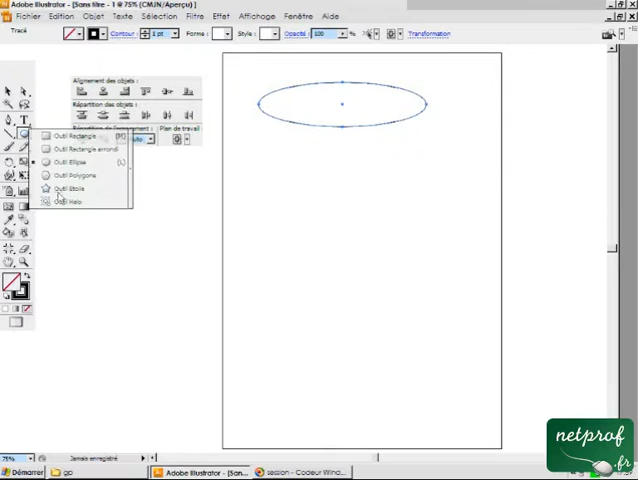 Adobe Illustrator - [Sans titre - 1 @ 75% (CMJN/Aperçu) ]
Fichier Edition Objet Texte Sélection Filtre Effet Affichage Fenêtre Aide
Tracé Contour : 1 pt Forme : Style : Opacité : 100 % Transformation
Alignement des objets :
Répartition des objets :
Plan de travail
Outil Rectangle (M)
Outil Rectangle arrondi
Outil Ellipse (L)
Outil Polygone
Outil Etoile
Outil Halo
netprof
.fr
75% Jamais enregistré
Démarrer gp Adobe Illustrator - [San... session - Codeur Win...